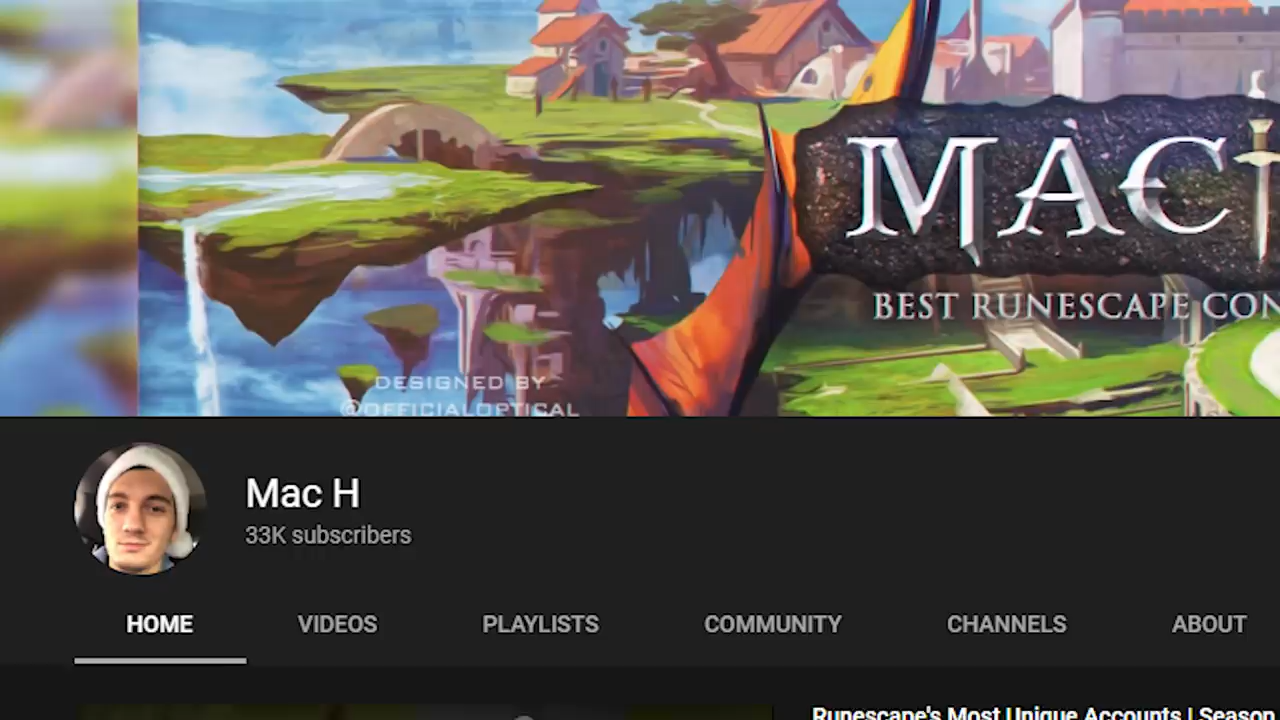 MAC
BEST RUNESCAPE CON
DESIGNED BY
@OFFICIALOPTICAL
Mac H
33K subscribers
HOME VIDEOS PLAYLISTS COMMUNITY CHANNELS ABOUT
Runescape's Most Unique Accounts | Season